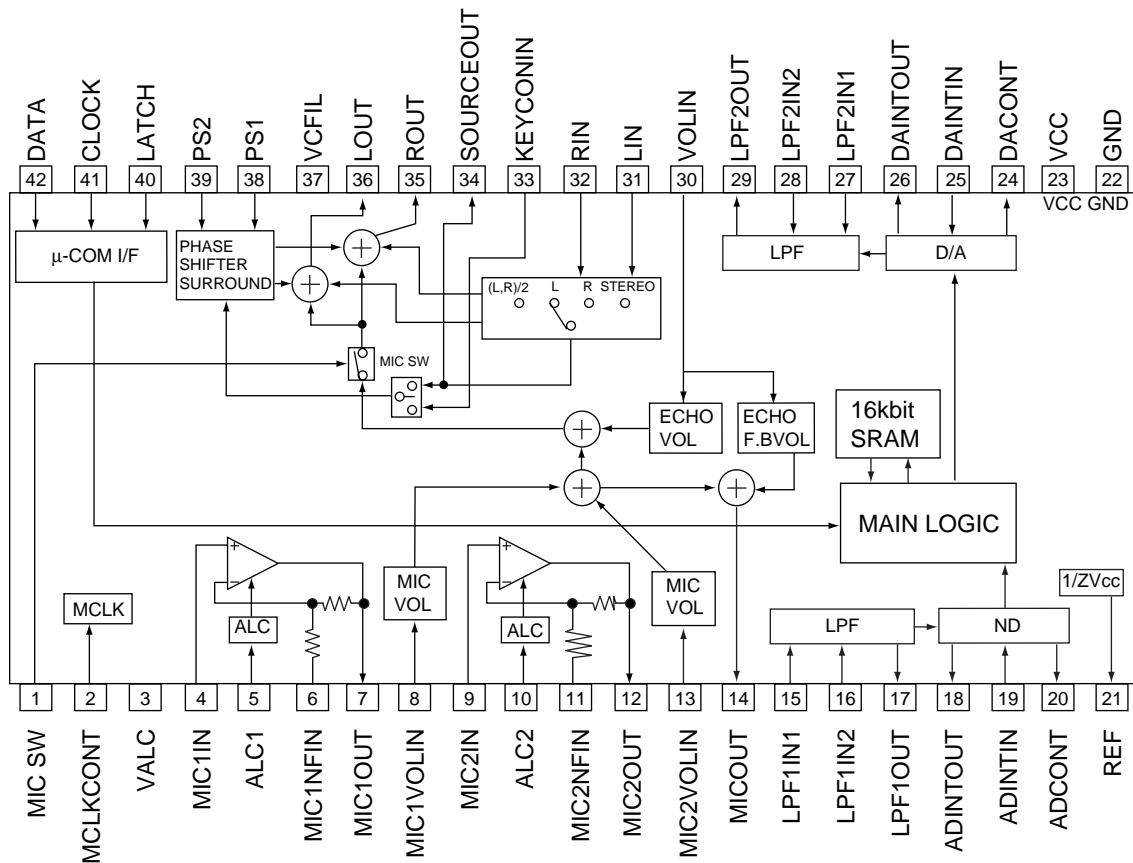 DATA
CLOCK
LATCH
PS2
PS1
VCFIL
LOUT
ROUT
SOURCEOUT
KEYCONIN
RIN
LIN
VOLIN
LPF2OUT
LPF2IN2
LPF2IN1
DAINTOUT
DAINTIN
DACONT
VCC
GND
42 41 40 39 38 37 36 35 34 33 32 31 30 29 28 27 26 25 24 23 22
VCC GND
μ-COM I/F
PHASE
SHIFTER
SURROUND
+
+
(L,R)/2 L R STEREO
LPF
D/A
MIC SW
ECHO
VOL
ECHO
F.BVOL
16kbit
SRAM
+
+
+
MAIN LOGIC
+
−
ALC
MCLK
MIC
VOL
+
−
ALC
MIC
VOL
LPF
ND
1/ZVcc
1 2 3 4 5 6 7 8 9 10 11 12 13 14 15 16 17 18 19 20 21
MIC SW
MCLKCONT
VALC
MIC1IN
ALC1
MIC1NFIN
MIC1OUT
MIC1VOLIN
MIC2IN
ALC2
MIC2NFIN
MIC2OUT
MIC2VOLIN
MICOUT
LPF1IN1
LPF1IN2
LPF1OUT
ADINTOUT
ADINTIN
ADCONT
REF